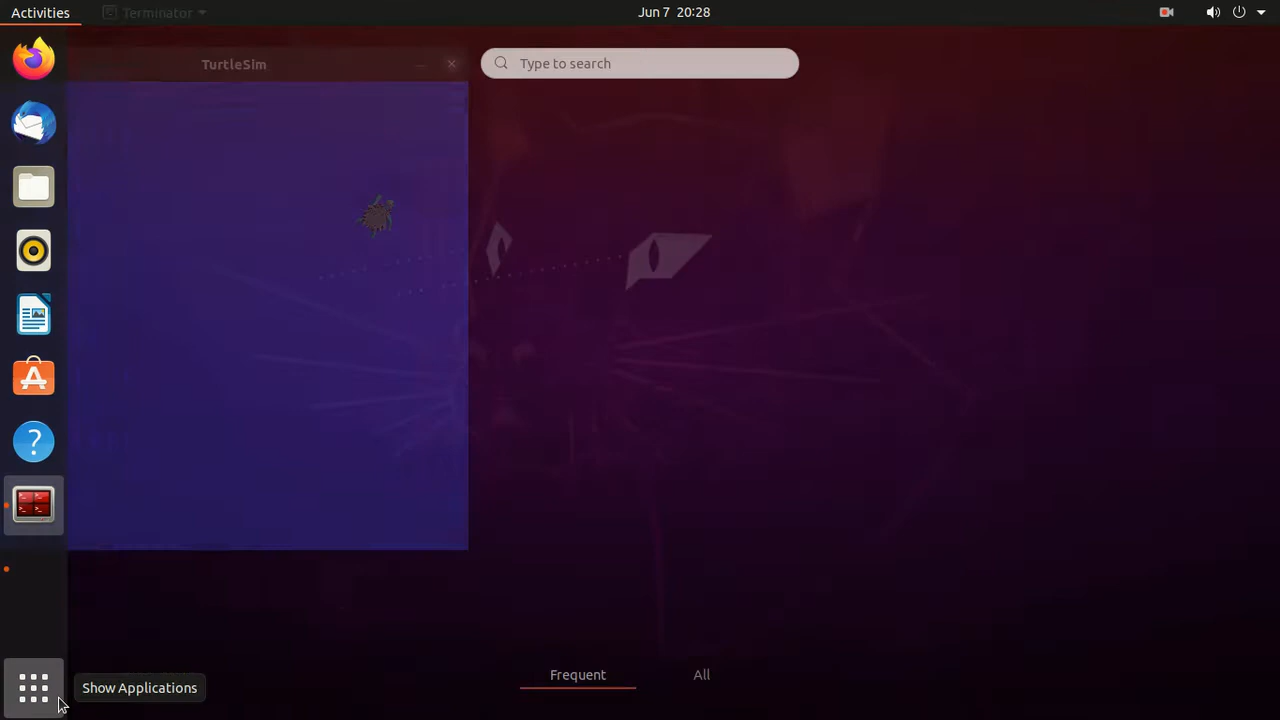 Activities
Terminator
Jun 7 20:28
TurtleSim
Type to search
Frequent
All
Show Applications